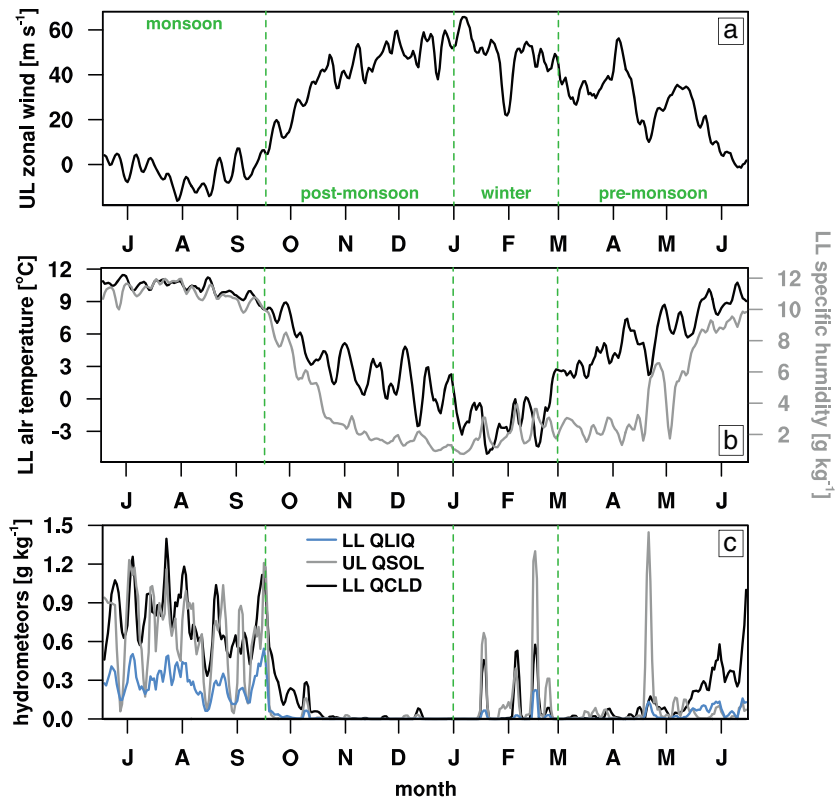 monsoon
a
60
40
20
0
UL zonal wind [m s⁻¹]
post-monsoon
winter
pre-monsoon
J A S O N D J F M A M J
12
9
6
3
0
-3
LL air temperature [°C]
12
10
8
6
4
2
LL specific humidity [g kg⁻¹]
b
J A S O N D J F M A M J
1.5
1.2
0.9
0.6
0.3
0.0
hydrometeors [g kg⁻¹]
LL QLIQ
UL QSOL
LL QCLD
c
J A S O N D J F M A M J
month